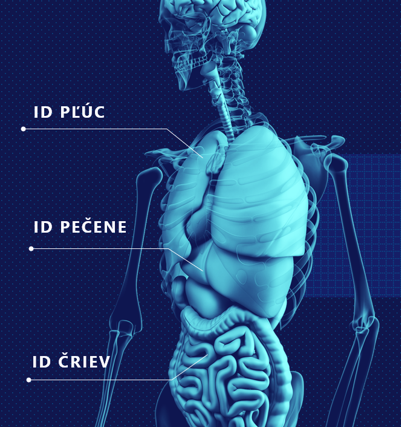 ID PĽÚC
ID PEČENE
ID ČRIEV